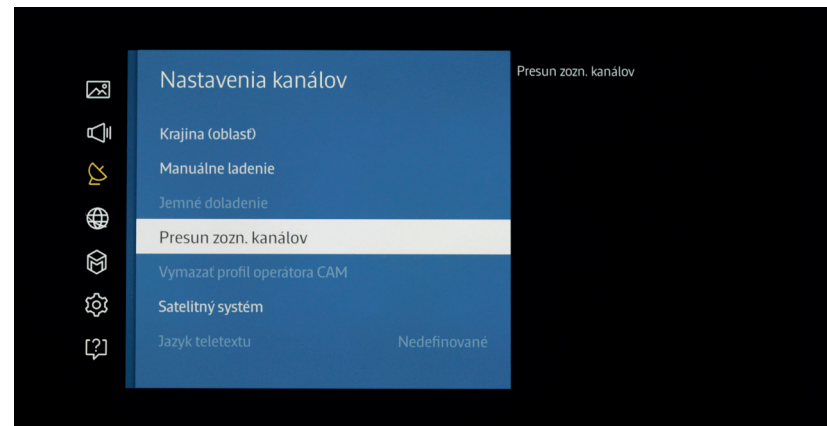 Nastavenia kanálov
Presun zozn. kanálov
Krajina (oblasť)
Manuálne ladenie
Jemné doladenie
Presun zozn. kanálov
Vymazať profil operátora CAM
Satelitný systém
Jazyk teletextu Nedefinované